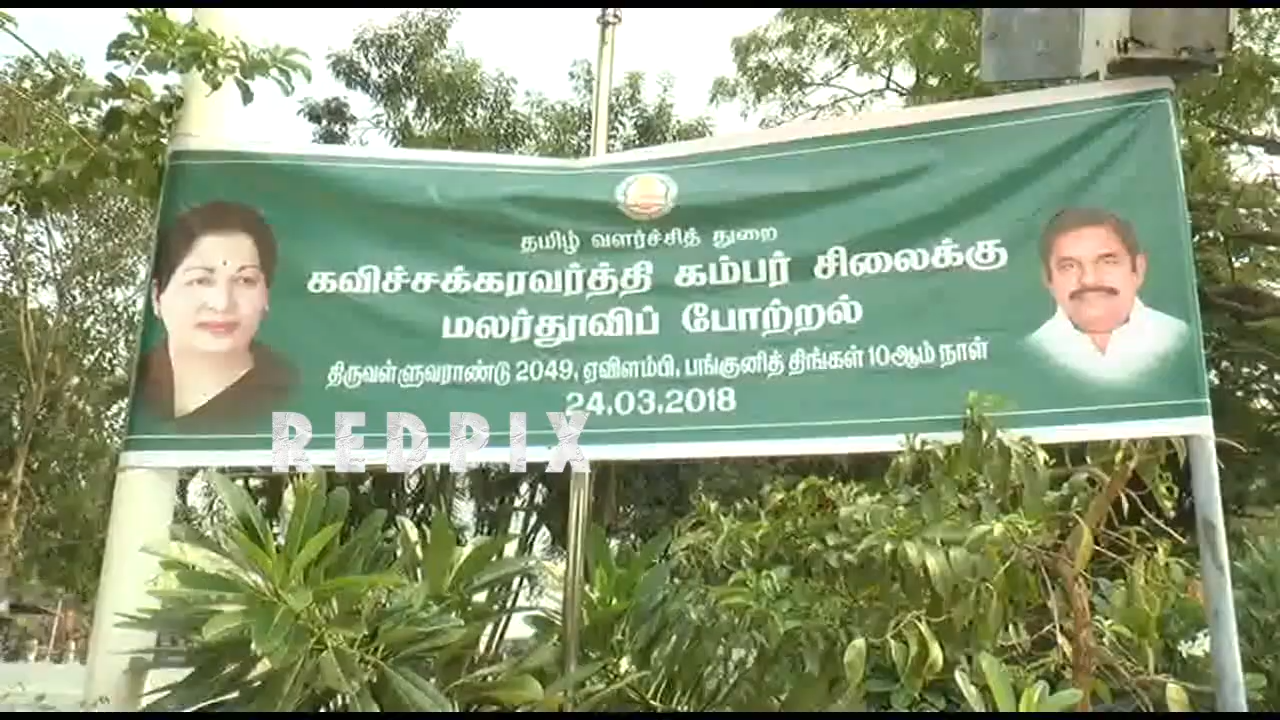 தமிழ் வளர்ச்சித் துறை
கவிச்சக்கரவர்த்தி கம்பர் சிலைக்கு
மலர்தூவிப் போற்றல்
திருவள்ளுவராண்டு 2049, ஏவிளம்பி, பங்குனித் திங்கள் 10ஆம் நாள்
24.03.2018
REDPIX